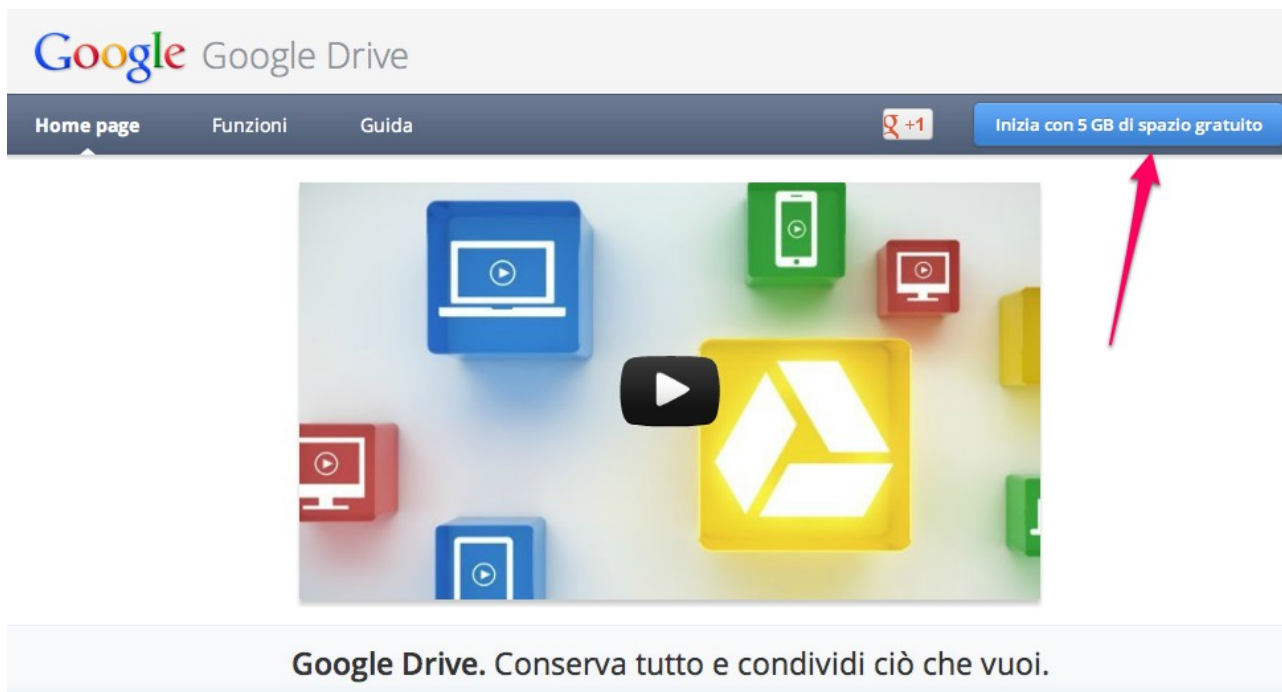 Google Google Drive
Home page Funzioni Guida g +1 Inizia con 5 GB di spazio gratuito
Google Drive. Conserva tutto e condividi ciò che vuoi.